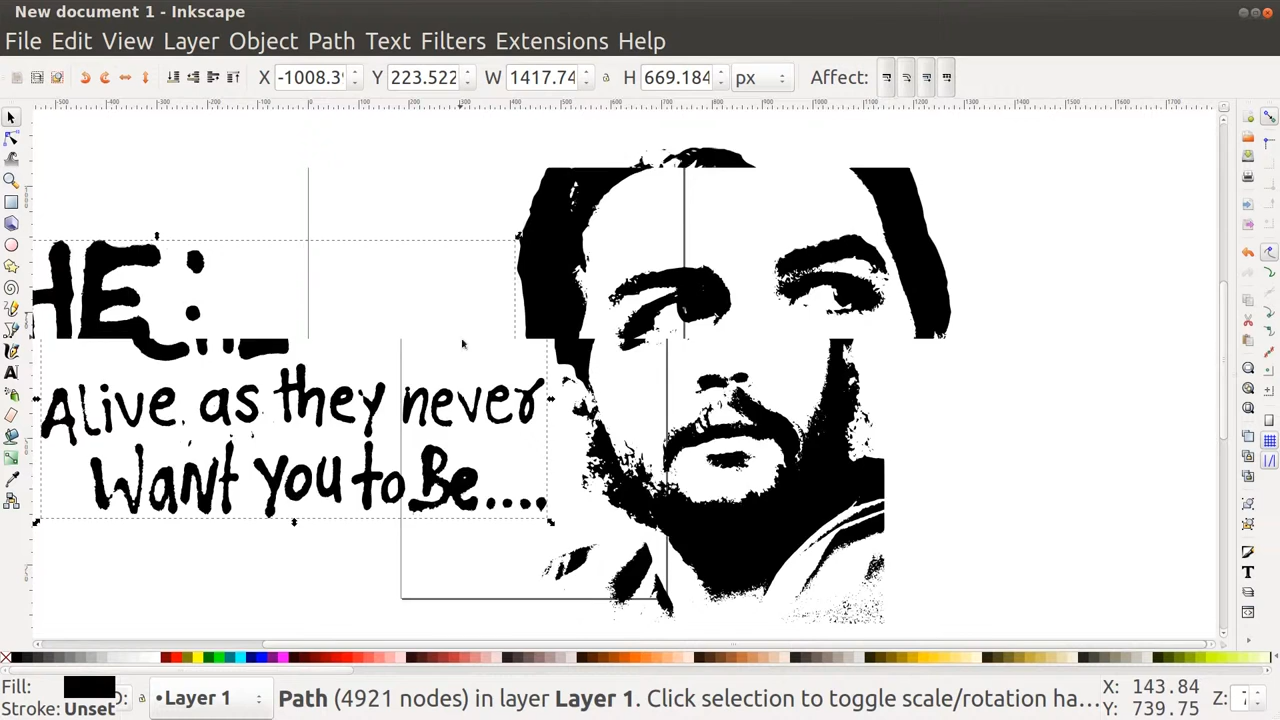 New document 1 - Inkscape
File Edit View Layer Object Path Text Filters Extensions Help
X -1008.3 Y 223.522 W 1417.74 H 669.184 px Affect:
HE :
Alive as they never
Want you to Be....
Fill: Layer 1 Path (4921 nodes) in layer Layer 1. Click selection to toggle scale/rotation ha... X: 143.84 Z:
Stroke: Unset Y: 739.75